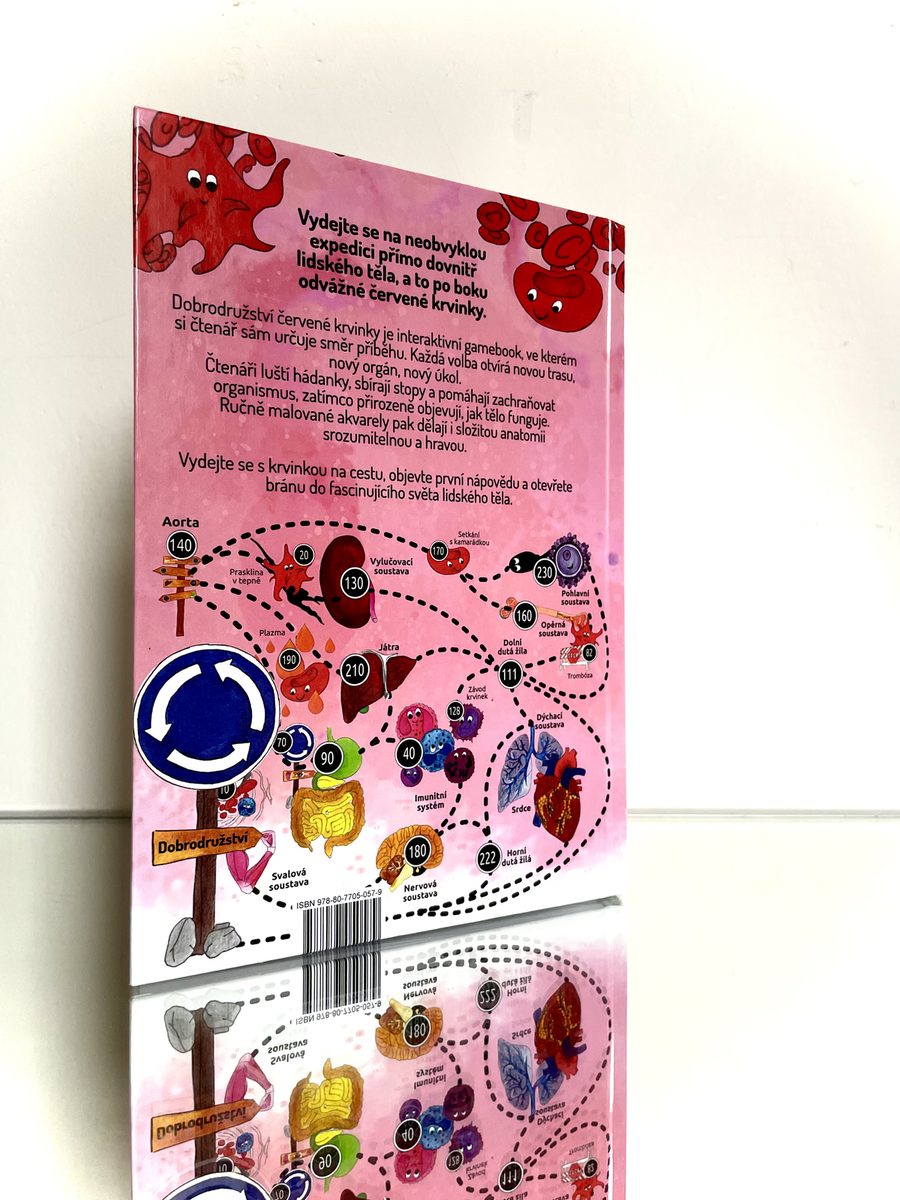 Vydejte se na neobvyklou
expedici přímo dovnitř
lidského těla, a to po boku
odvážné červené krvinky.
Dobrodružství červené krvinky je interaktivní gamebook, ve kterém
si čtenář sám určuje směr příběhu. Každá volba otvírá novou trasu,
nový orgán, nový úkol.
Čtenáři luští hádanky, sbírají stopy a pomáhají zachraňovat
organismus, zatímco přirozeně objevují, jak tělo funguje.
Ručně malované akvarely pak dělají i složitou anatomii
srozumitelnou a hravou.
Vydejte se s krvinkou na cestu, objevte první nápovědu a otevřete
bránu do fascinujícího světa lidského těla.
Aorta
140
Prasklina
v tepně
20
130
Vylučovací
soustava
Setkání
s kamarádkou
170
230
Pohlavní
soustava
160
Opěrná
soustava
82
Trombóza
Plazma
190
Játra
210
Dolní
dutá žíla
111
Závod
krvinek
128
40
Imunitní
systém
Dýchací
soustava
Srdce
70
90
10
Dobrodružství
Svalová
soustava
180
Nervová
soustava
222
Horní
dutá žilá
ISBN 978-80-7705-057-9